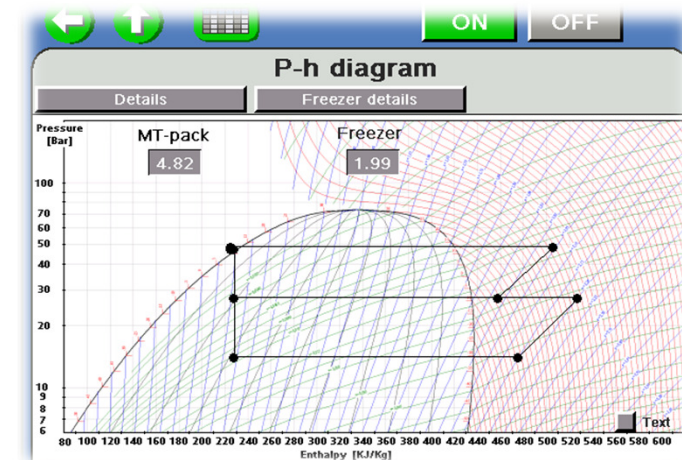 ON OFF
P-h diagram
Details Freezer details
Pressure
[Bar]
MT-pack Freezer
4.82 1.99
100
70
60
50
40
30
20
10
9
8
7
6
Text
80 100 120 140 160 180 200 220 240 260 280 300 320 340 360 380 400 420 440 460 480 500 520 540 560 580 600
Enthalpy [KJ/Kg]